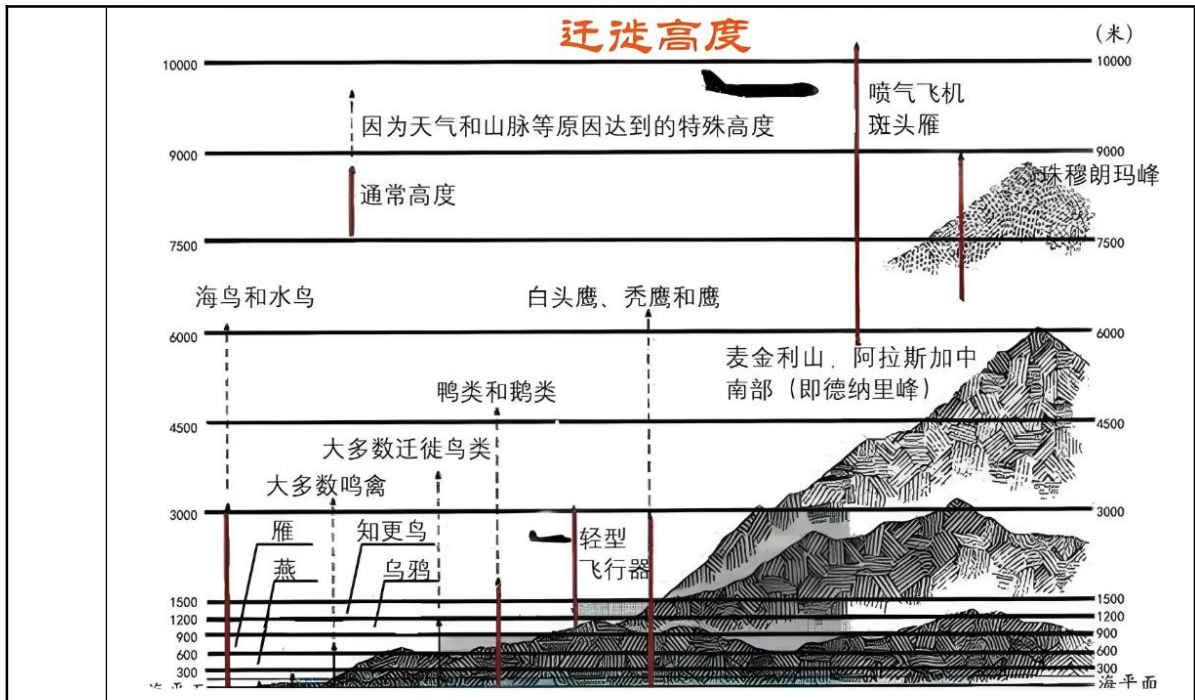 迁徙高度
（米）
10000
10000
喷气飞机
斑头雁
因为天气和山脉等原因达到的特殊高度
9000
9000
珠穆朗玛峰
通常高度
7500
7500
海鸟和水鸟
白头鹰、秃鹰和鹰
6000
6000
麦金利山，阿拉斯加中
南部（即德纳里峰）
鸭类和鹅类
4500
4500
大多数迁徙鸟类
大多数鸣禽
3000
3000
雁
知更鸟
轻型
飞行器
燕
乌鸦
1500
1500
1200
1200
900
900
600
600
300
300
海平面
海平面